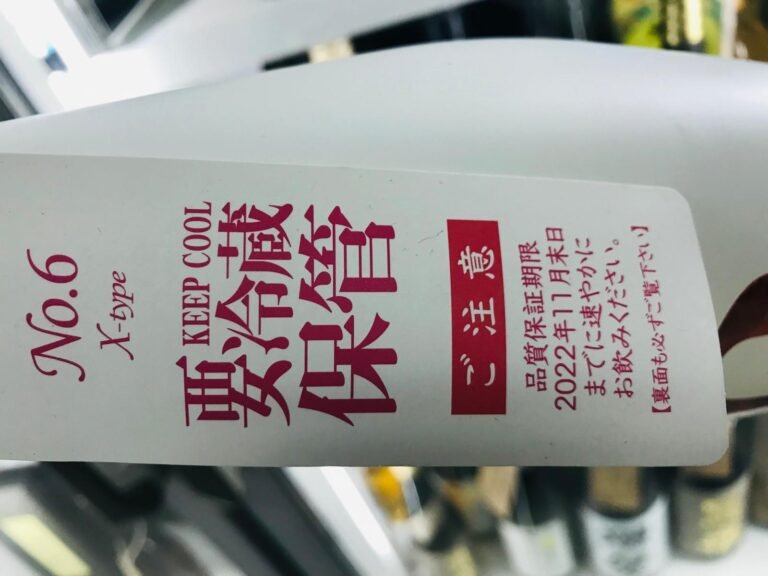 No.6
X-type
KEEP COOL
要冷蔵
保管
ご注意
品質保証期限
2022年11月末日
までに速やかに
お飲みください。
【裏面も必ずご覧下さい】